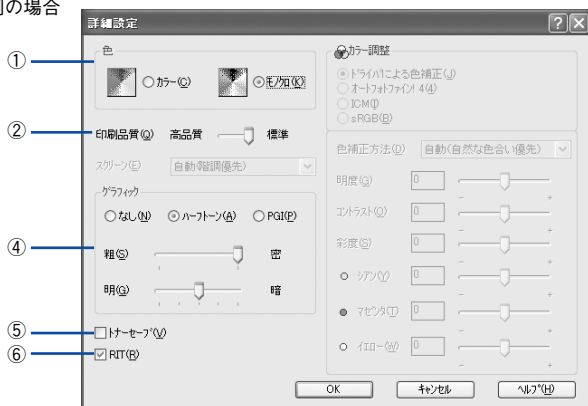 の場合
詳細設定
① 色
カラー(C) モノクロ(K)
② 印刷品質(Q) 高品質 標準
スクリーン(E) 自動(階調優先)
グラフィック
なし(N) ハーフトーン(A) PGI(P)
④ 粗(S) 密
明(G) 暗
⑤ トナーセーブ(V)
⑥ RIT(R)
カラー調整
ドライバによる色補正(J)
オートフォトファイン! 4(4)
ICM(I)
sRGB(B)
色補正方法(D) 自動(自然な色合い優先)
明度(G) 0
- +
コントラスト(O) 0
- +
彩度(S) 0
- +
シアン(Y) 0
- +
マゼンタ(T) 0
- +
イエロー(W) 0
- +
OK キャンセル ヘルプ(H)